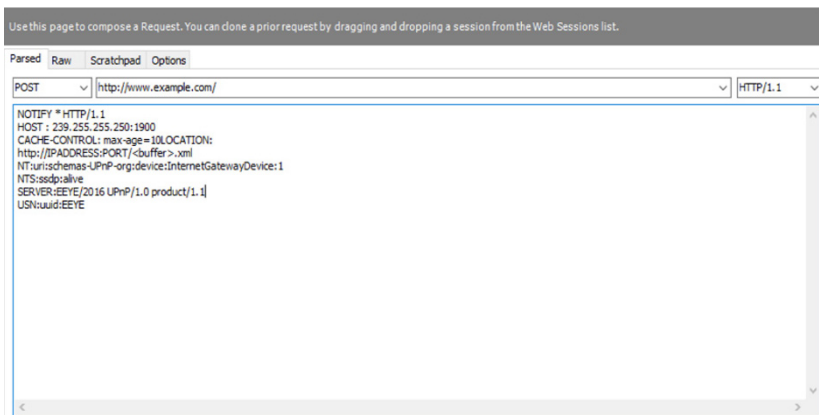 Use this page to compose a Request. You can clone a prior request by dragging and dropping a session from the Web Sessions list.
Parsed Raw Scratchpad Options
POST http://www.example.com/ HTTP/1.1
NOTIFY * HTTP/1.1
HOST : 239.255.255.250:1900
CACHE-CONTROL: max-age=10LOCATION:
http://IPADDRESS:PORT/<buffer>.xml
NT:uri:schemas-UPnP-org:device:InternetGatewayDevice:1
NTS:ssdp:alive
SERVER:EEYE/2016 UPnP/1.0 product/1.1
USN:uuid:EEYE